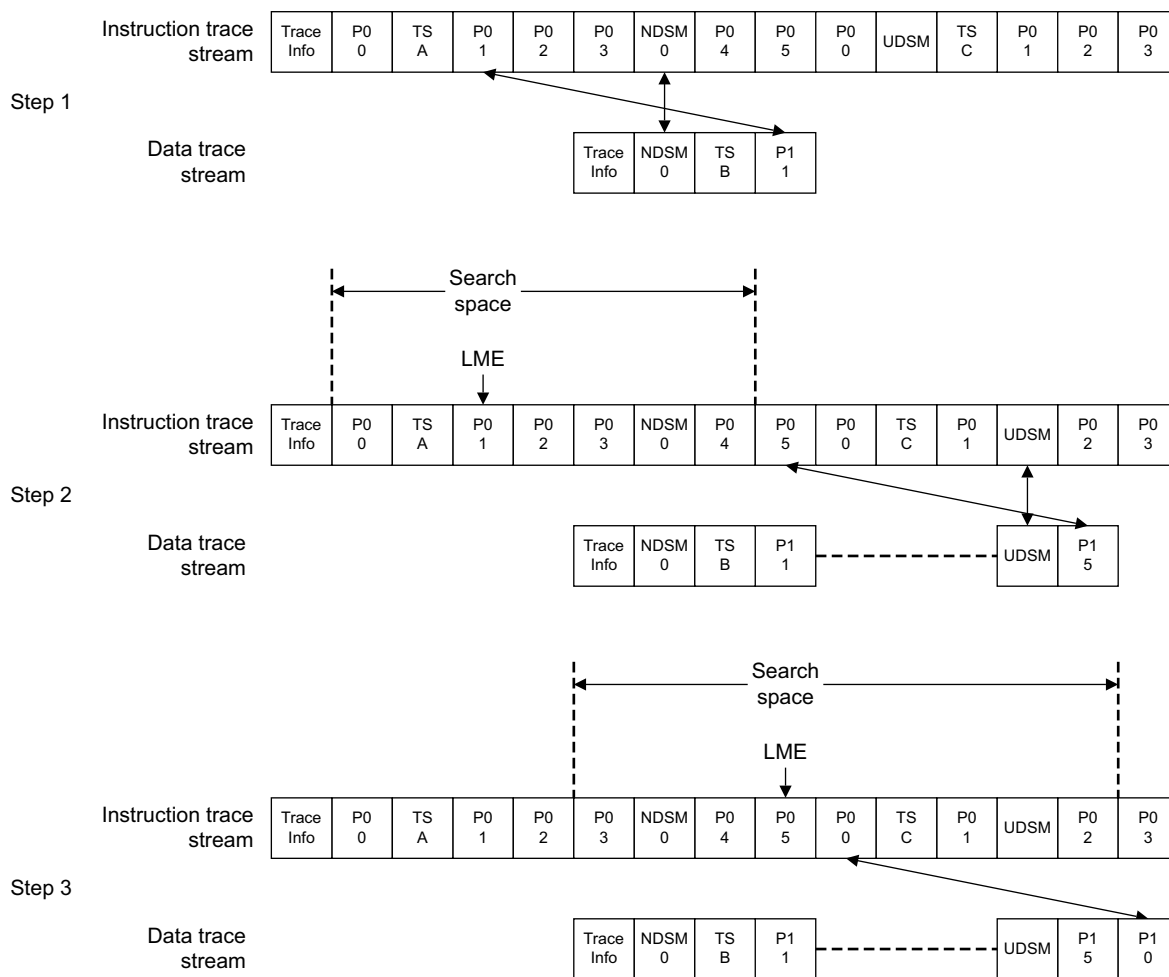 Instruction trace stream
Trace Info P0 0 TS A P0 1 P0 2 P0 3 NDSM 0 P0 4 P0 5 P0 0 UDSM TS C P0 1 P0 2 P0 3
Step 1
Data trace stream
Trace Info NDSM 0 TS B P1 1
Search space
LME
Instruction trace stream
Trace Info P0 0 TS A P0 1 P0 2 P0 3 NDSM 0 P0 4 P0 5 P0 0 TS C P0 1 UDSM P0 2 P0 3
Step 2
Data trace stream
Trace Info NDSM 0 TS B P1 1 UDSM P1 5
Search space
LME
Instruction trace stream
Trace Info P0 0 TS A P0 1 P0 2 P0 3 NDSM 0 P0 4 P0 5 P0 0 TS C P0 1 UDSM P0 2 P0 3
Step 3
Data trace stream
Trace Info NDSM 0 TS B P1 1 UDSM P1 5 P1 0